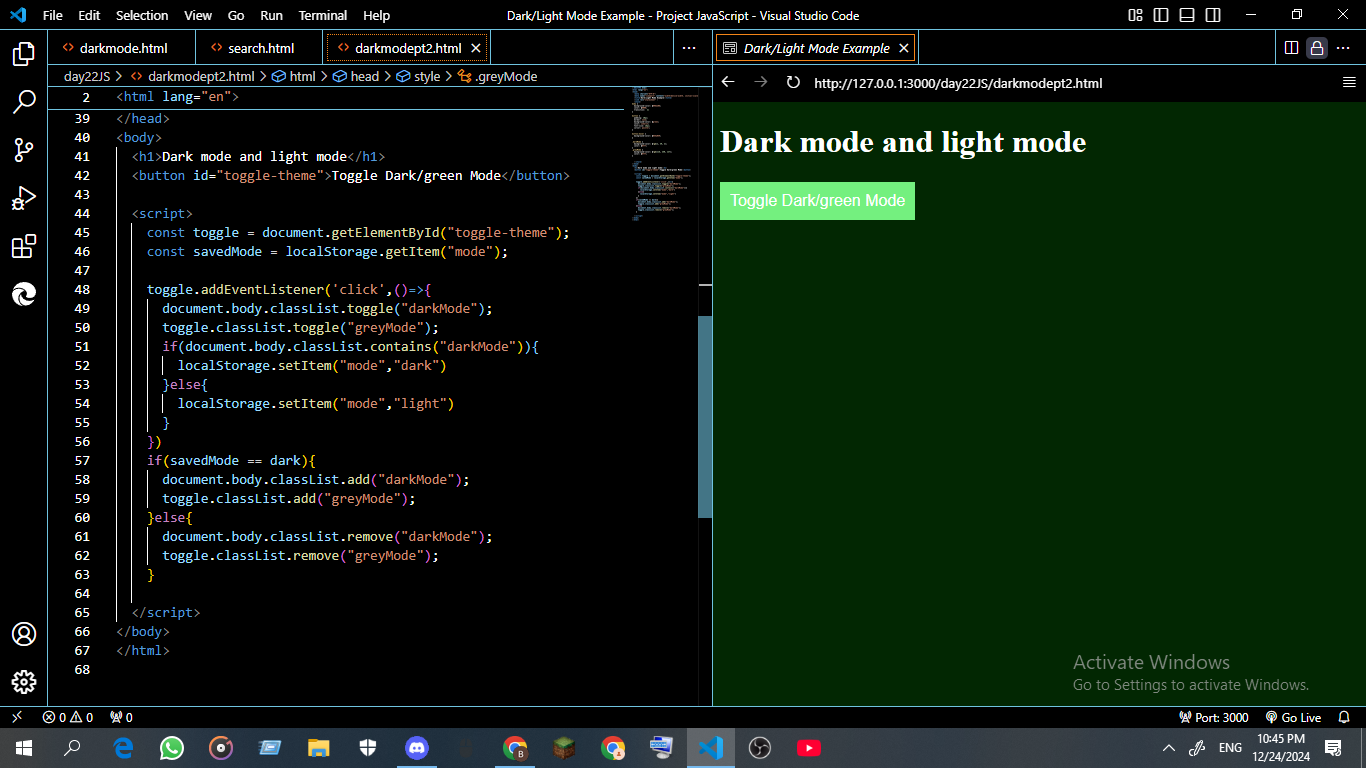 File Edit Selection View Go Run Terminal Help Dark/Light Mode Example - Project JavaScript - Visual Studio Code
darkmode.html search.html darkmodept2.html
day22JS > darkmodept2.html > html > head > style > .greyMode
2 <html lang="en">
39 </head>
40 <body>
41 <h1>Dark mode and light mode</h1>
42 <button id="toggle-theme">Toggle Dark/green Mode</button>
43
44 <script>
45 const toggle = document.getElementById("toggle-theme");
46 const savedMode = localStorage.getItem("mode");
47
48 toggle.addEventListener('click',()=>{
49 document.body.classList.toggle("darkMode");
50 toggle.classList.toggle("greyMode");
51 if(document.body.classList.contains("darkMode")){
52 localStorage.setItem("mode","dark")
53 }else{
54 localStorage.setItem("mode","light")
55 }
56 })
57 if(savedMode == dark){
58 document.body.classList.add("darkMode");
59 toggle.classList.add("greyMode");
60 }else{
61 document.body.classList.remove("darkMode");
62 toggle.classList.remove("greyMode");
63 }
64
65 </script>
66 </body>
67 </html>
68
Dark/Light Mode Example
http://127.0.0.1:3000/day22JS/darkmodept2.html
Dark mode and light mode
Toggle Dark/green Mode
Activate Windows
Go to Settings to activate Windows.
0 0 0 Port: 3000 Go Live
B A ENG 10:45 PM
12/24/2024